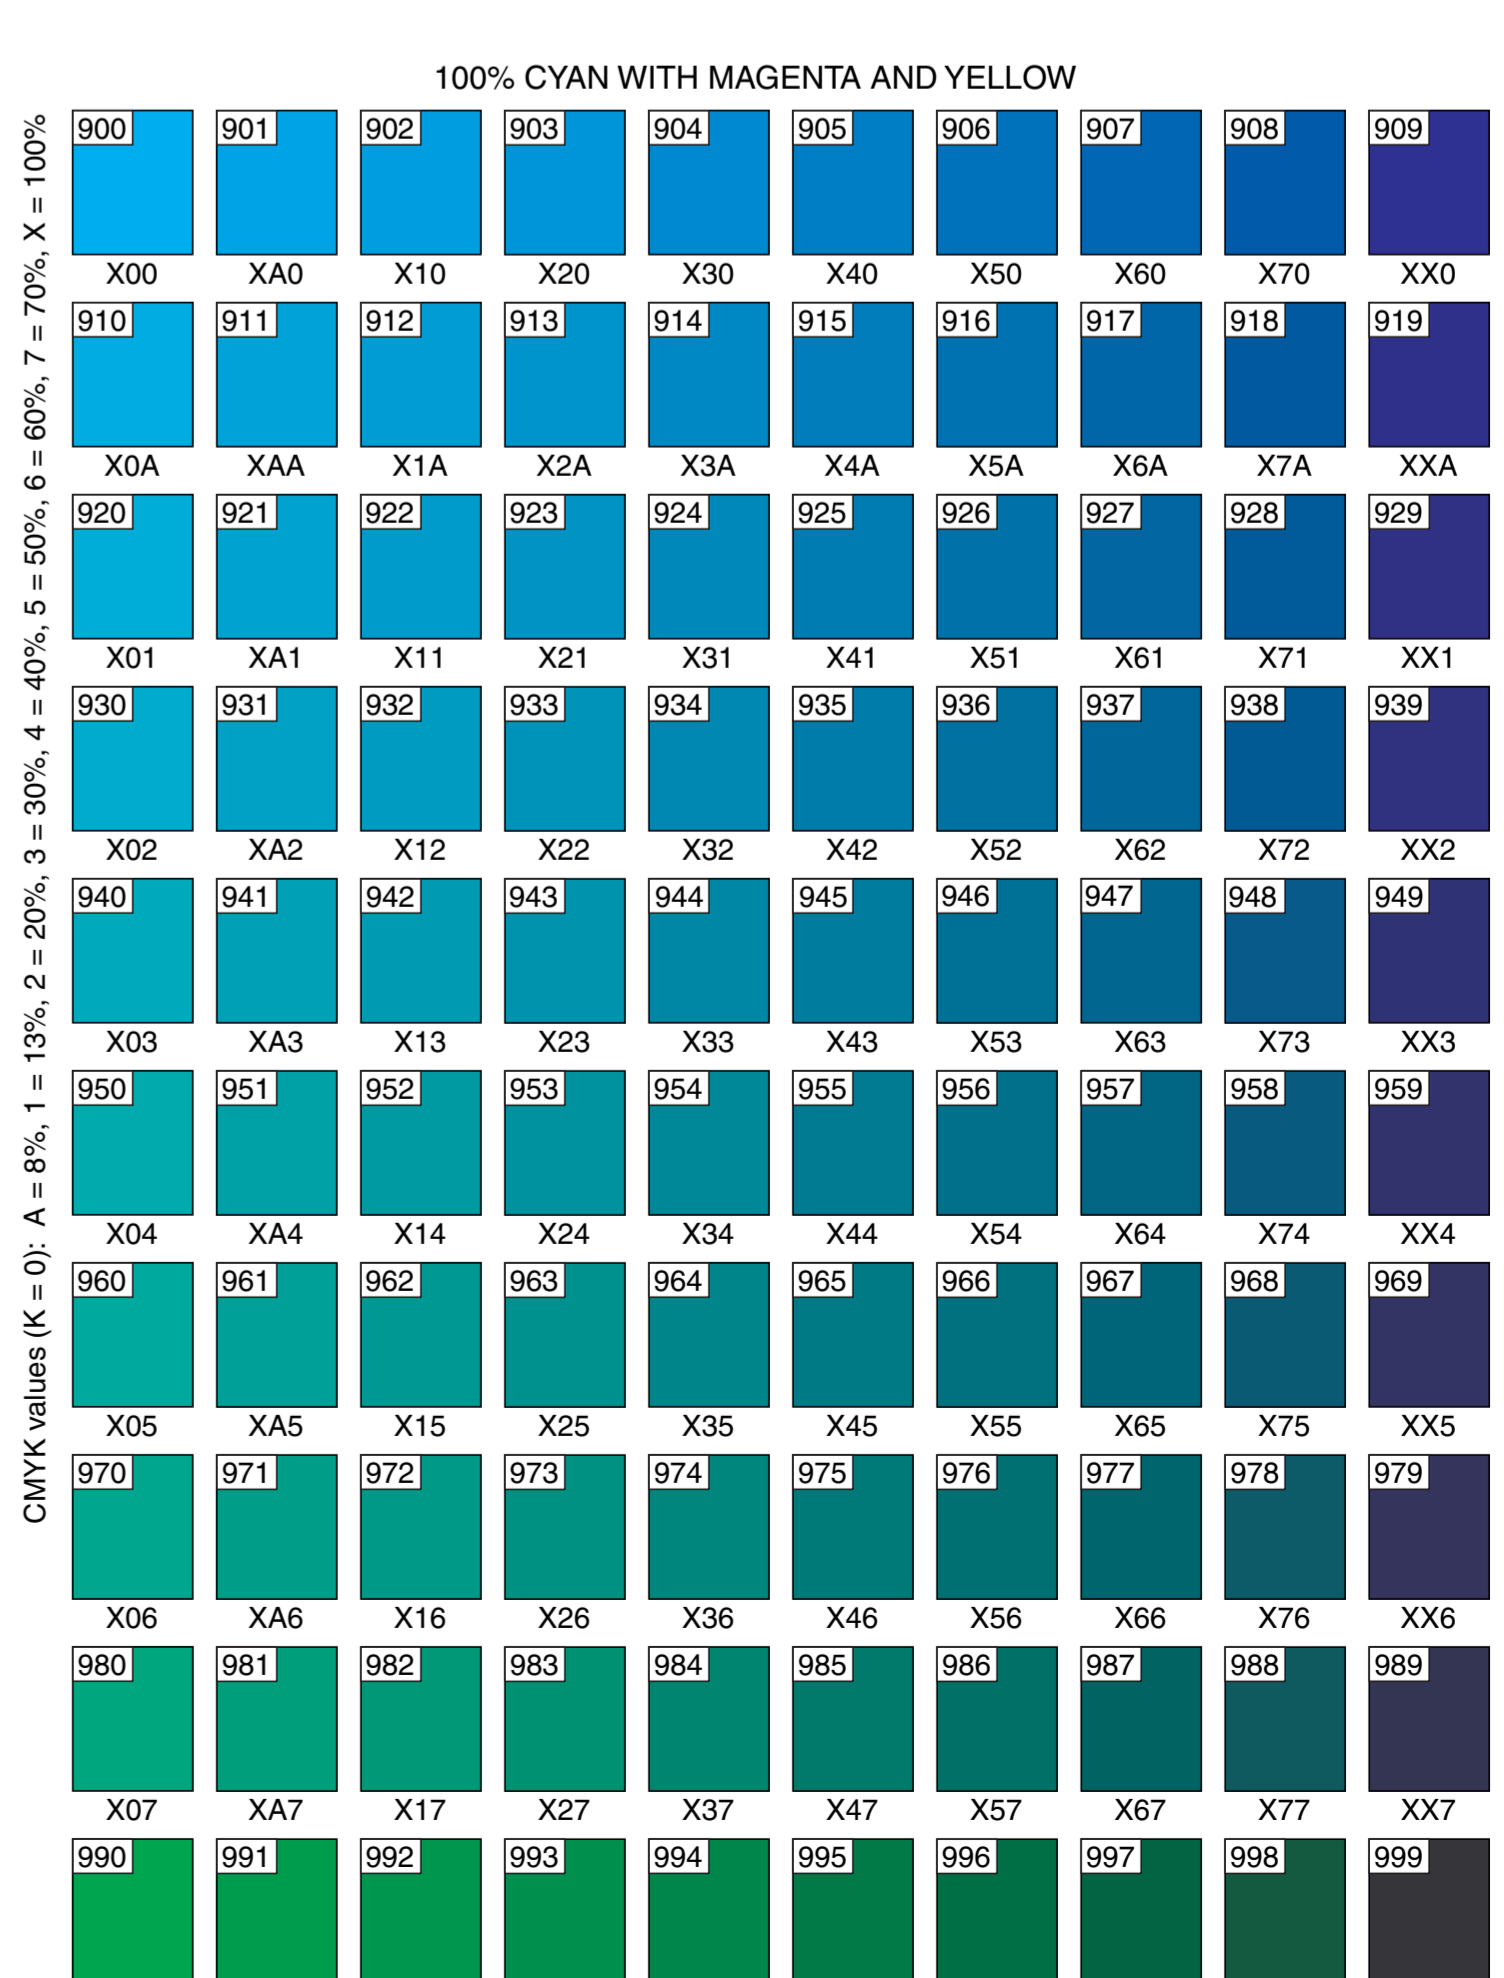 100% CYAN WITH MAGENTA AND YELLOW
CMYK values (K = 0): A = 8%, 1 = 13%, 2 = 20%, 3 = 30%, 4 = 40%, 5 = 50%, 6 = 60%, 7 = 70%, X = 100%
900 901 902 903 904 905 906 907 908 909
X00 XA0 X10 X20 X30 X40 X50 X60 X70 XX0
910 911 912 913 914 915 916 917 918 919
X0A XAA X1A X2A X3A X4A X5A X6A X7A XXA
920 921 922 923 924 925 926 927 928 929
X01 XA1 X11 X21 X31 X41 X51 X61 X71 XX1
930 931 932 933 934 935 936 937 938 939
X02 XA2 X12 X22 X32 X42 X52 X62 X72 XX2
940 941 942 943 944 945 946 947 948 949
X03 XA3 X13 X23 X33 X43 X53 X63 X73 XX3
950 951 952 953 954 955 956 957 958 959
X04 XA4 X14 X24 X34 X44 X54 X64 X74 XX4
960 961 962 963 964 965 966 967 968 969
X05 XA5 X15 X25 X35 X45 X55 X65 X75 XX5
970 971 972 973 974 975 976 977 978 979
X06 XA6 X16 X26 X36 X46 X56 X66 X76 XX6
980 981 982 983 984 985 986 987 988 989
X07 XA7 X17 X27 X37 X47 X57 X67 X77 XX7
990 991 992 993 994 995 996 997 998 999